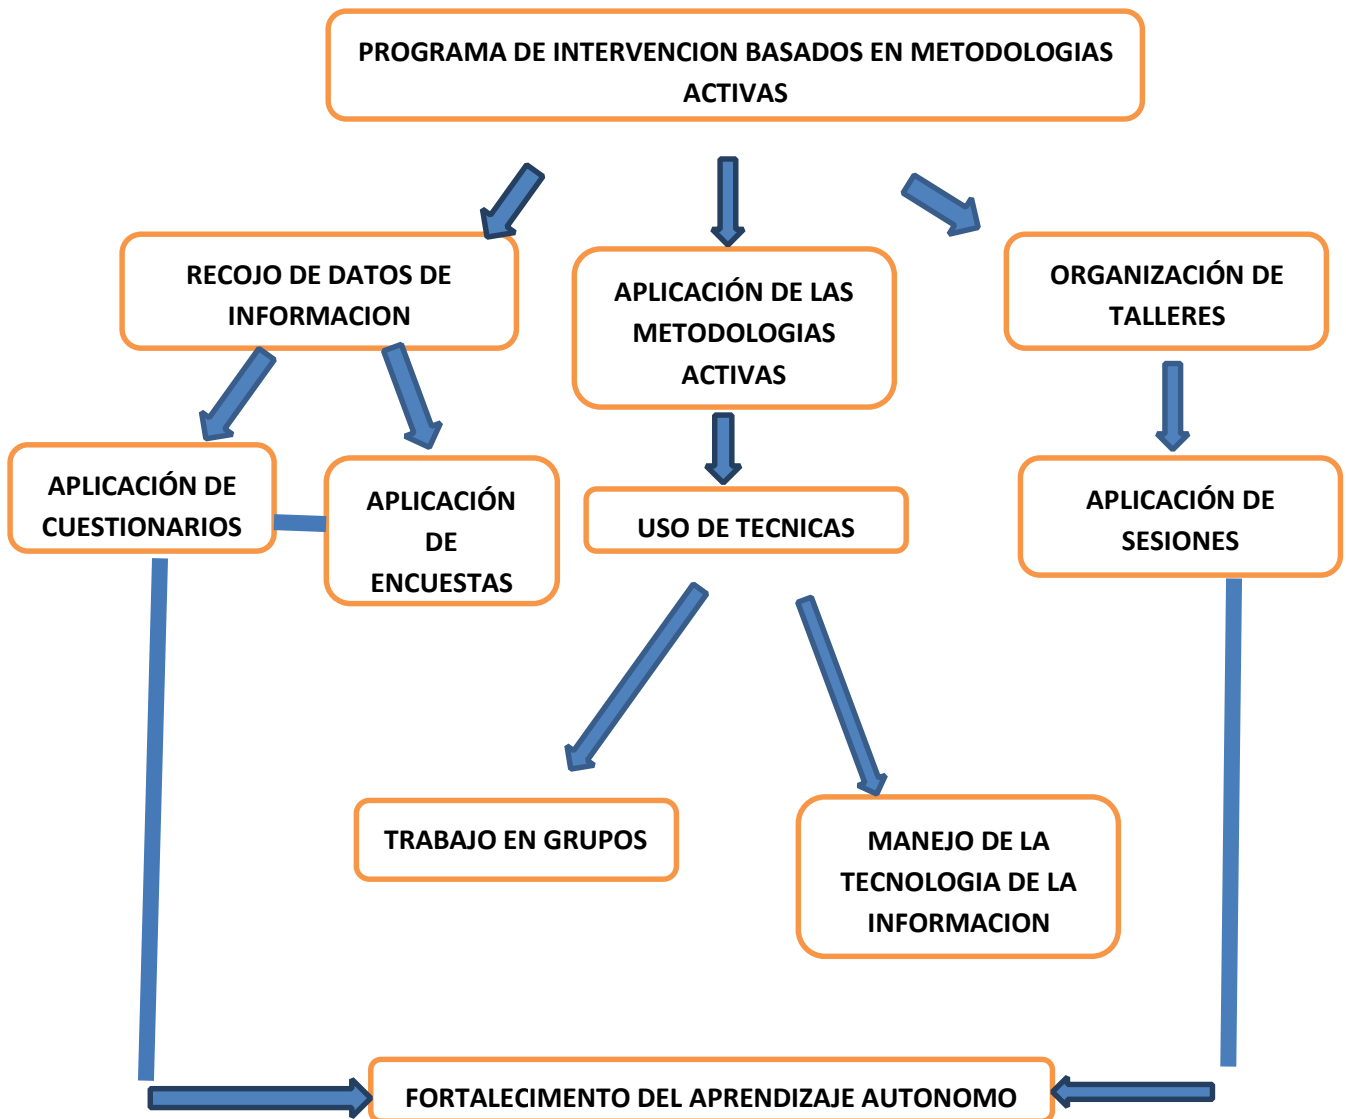 PROGRAMA DE INTERVENCION BASADOS EN METODOLOGIAS
ACTIVAS
RECOJO DE DATOS DE
INFORMACION
APLICACIÓN DE LAS
METODOLOGIAS
ACTIVAS
ORGANIZACIÓN DE
TALLERES
APLICACIÓN DE
CUESTIONARIOS
APLICACIÓN
DE
ENCUESTAS
USO DE TECNICAS
APLICACIÓN DE
SESIONES
TRABAJO EN GRUPOS
MANEJO DE LA
TECNOLOGIA DE LA
INFORMACION
FORTALECIMENTO DEL APRENDIZAJE AUTONOMO